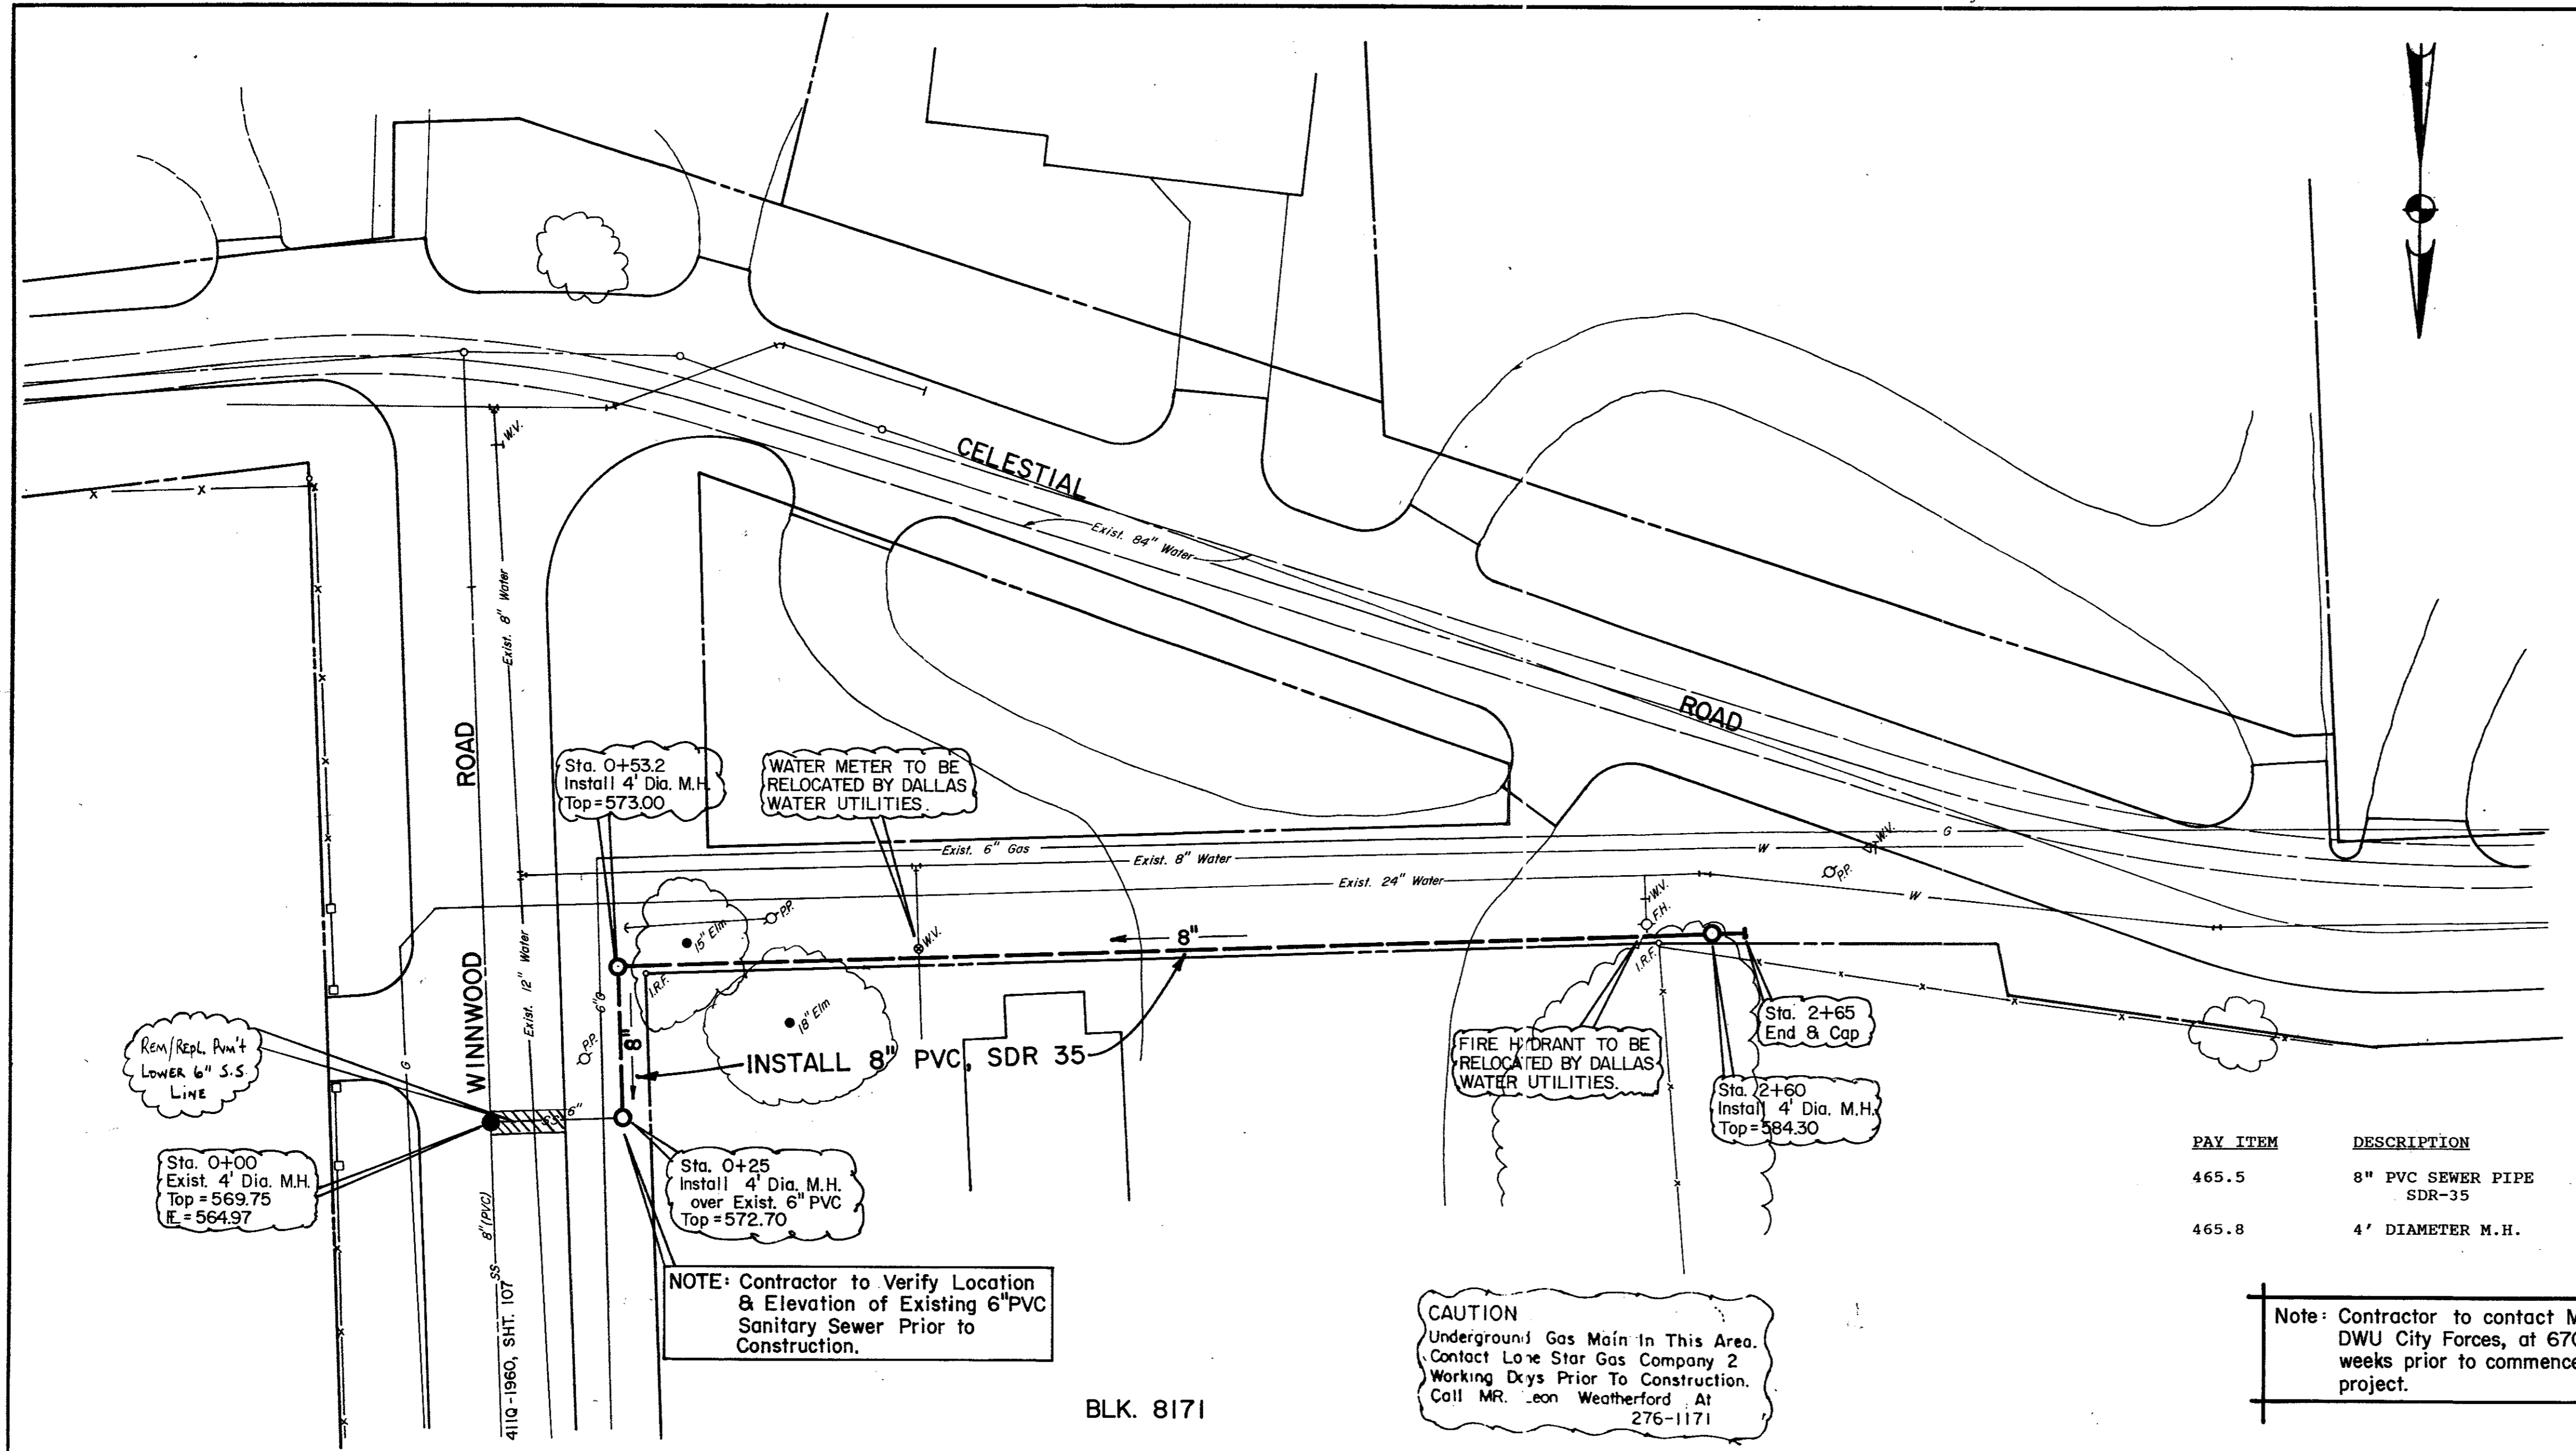 CELESTIAL
ROAD
Exist. 84" Water
W.V.
Exist. 8" Water
ROAD
WINNWOOD
Exist. 12" Water
Sta. 0+53.2
Install 4' Dia. M.H.
Top = 573.00
WATER METER TO BE
RELOCATED BY DALLAS
WATER UTILITIES.
Exist. 6" Gas
Exist. 8" Water
Exist. 24" Water
W
G
W.V.
P.P.
W
W.V.
F.H.
I.R.F.
15" Elm
P.P.
W.V.
8"
I.R.F.
18" Elm
6"G
P.P.
8"
INSTALL 8" PVC, SDR 35
REM/REPL. PVM'T
LOWER 6" S.S.
LINE
G
SS
6"
Sta. 0+00
Exist. 4' Dia. M.H.
Top = 569.75
FL = 564.97
Sta. 0+25
Install 4' Dia. M.H.
over Exist. 6" PVC
Top = 572.70
FIRE HYDRANT TO BE
RELOCATED BY DALLAS
WATER UTILITIES.
Sta. 2+65
End & Cap
Sta. 2+60
Install 4' Dia. M.H.
Top = 584.30
8" (PVC)
SS
411Q-1960, SHT. 107
NOTE: Contractor to Verify Location
& Elevation of Existing 6"PVC
Sanitary Sewer Prior to
Construction.
PAY ITEM DESCRIPTION
465.5 8" PVC SEWER PIPE
SDR-35
465.8 4' DIAMETER M.H.
CAUTION
Underground Gas Main In This Area.
Contact Lone Star Gas Company 2
Working Days Prior To Construction.
Call MR. Leon Weatherford At
276-1171
BLK. 8171
Note: Contractor to contact M
DWU City Forces, at 670
weeks prior to commence
project.